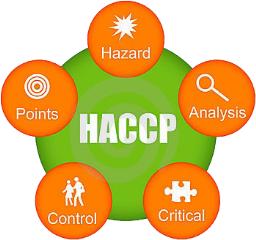 Hazard
Analysis
Critical
Control
Points
HACCP